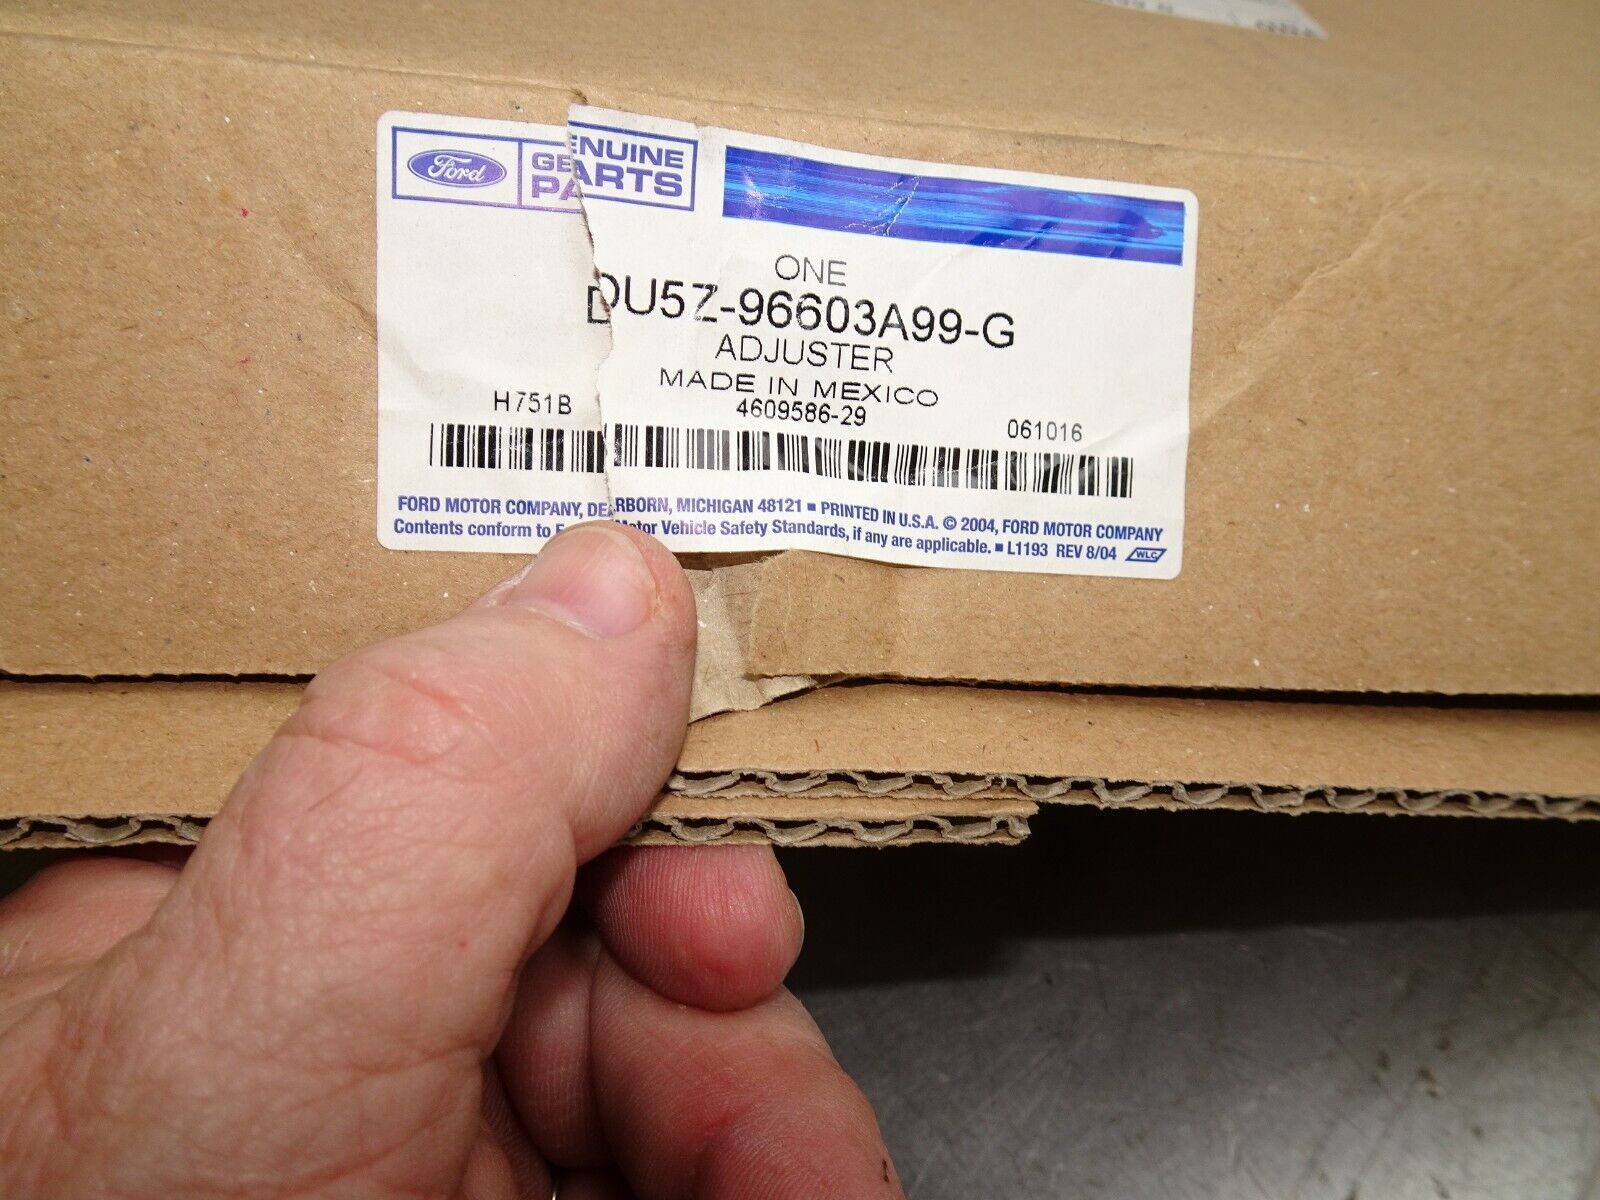 Ford GENUINE
PARTS
ONE
DU5Z-96603A99-G
ADJUSTER
MADE IN MEXICO
H751B 4609586-29 061016
FORD MOTOR COMPANY, DEARBORN, MICHIGAN 48121 ■ PRINTED IN U.S.A. © 2004, FORD MOTOR COMPANY
Contents conform to Motor Vehicle Safety Standards, if any are applicable. ■ L1193 REV 8/04 WLC